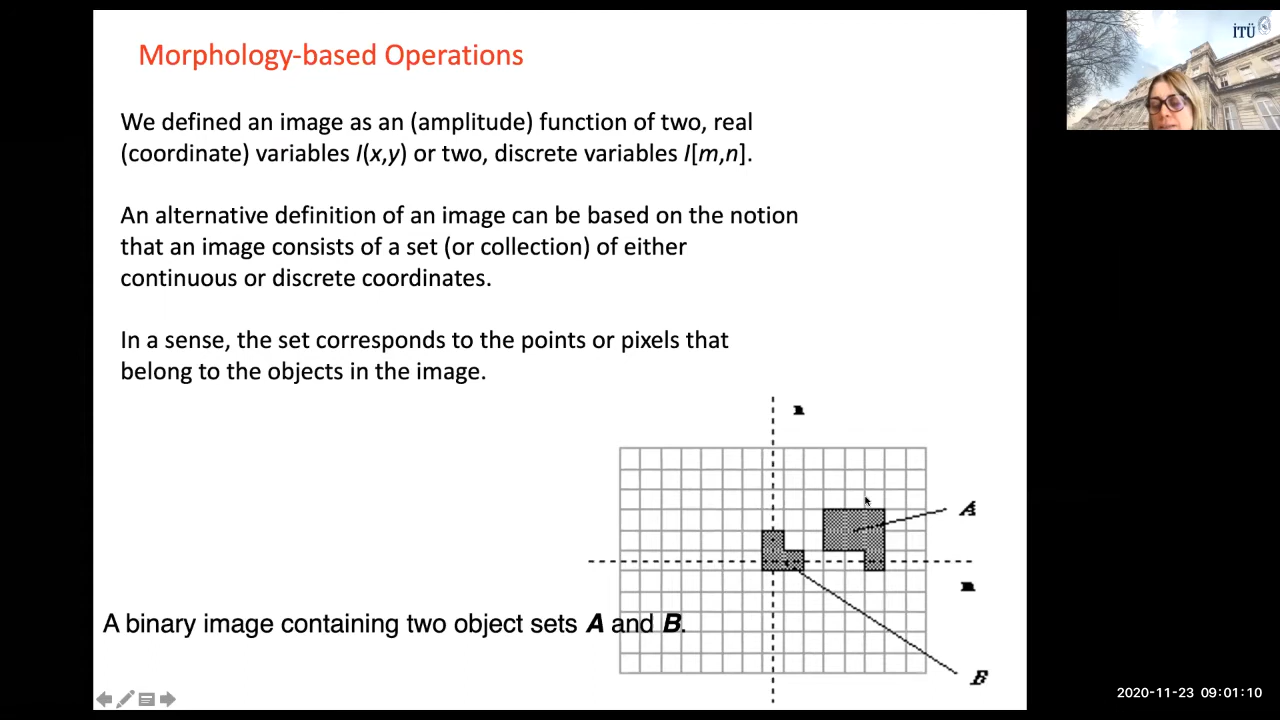 Morphology-based Operations
İTÜ
We defined an image as an (amplitude) function of two, real
(coordinate) variables I(x,y) or two, discrete variables I[m,n].
An alternative definition of an image can be based on the notion
that an image consists of a set (or collection) of either
continuous or discrete coordinates.
In a sense, the set corresponds to the points or pixels that
belong to the objects in the image.
n
A
m
A binary image containing two object sets A and B.
B
2020-11-23 09:01:10